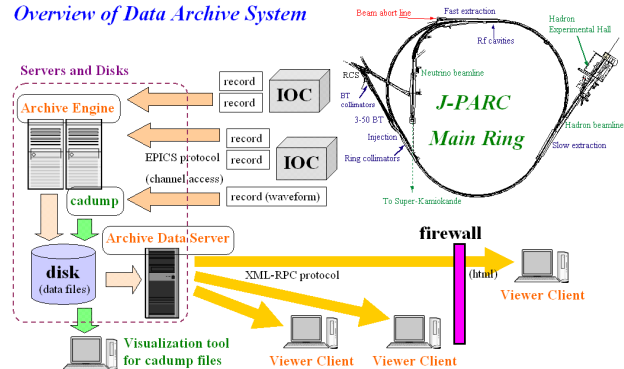 Overview of Data Archive System
Servers and Disks
Archive Engine
cadump
record
record
IOC
record
record
IOC
EPICS protocol
(channel access)
record (waveform)
Archive Data Server
disk
(data files)
XML-RPC protocol
firewall
(html)
Viewer Client
Viewer Client
Viewer Client
Visualization tool
for cadump files
Beam abort line
Fast extraction
Rf cavities
Hadron
Experimental Hall
Neutrino beamline
RCS
BT
collimators
J-PARC
Main Ring
3-50 BT
Injection
Ring collimators
Hadron beamline
Slow extraction
To Super-Kamiokande